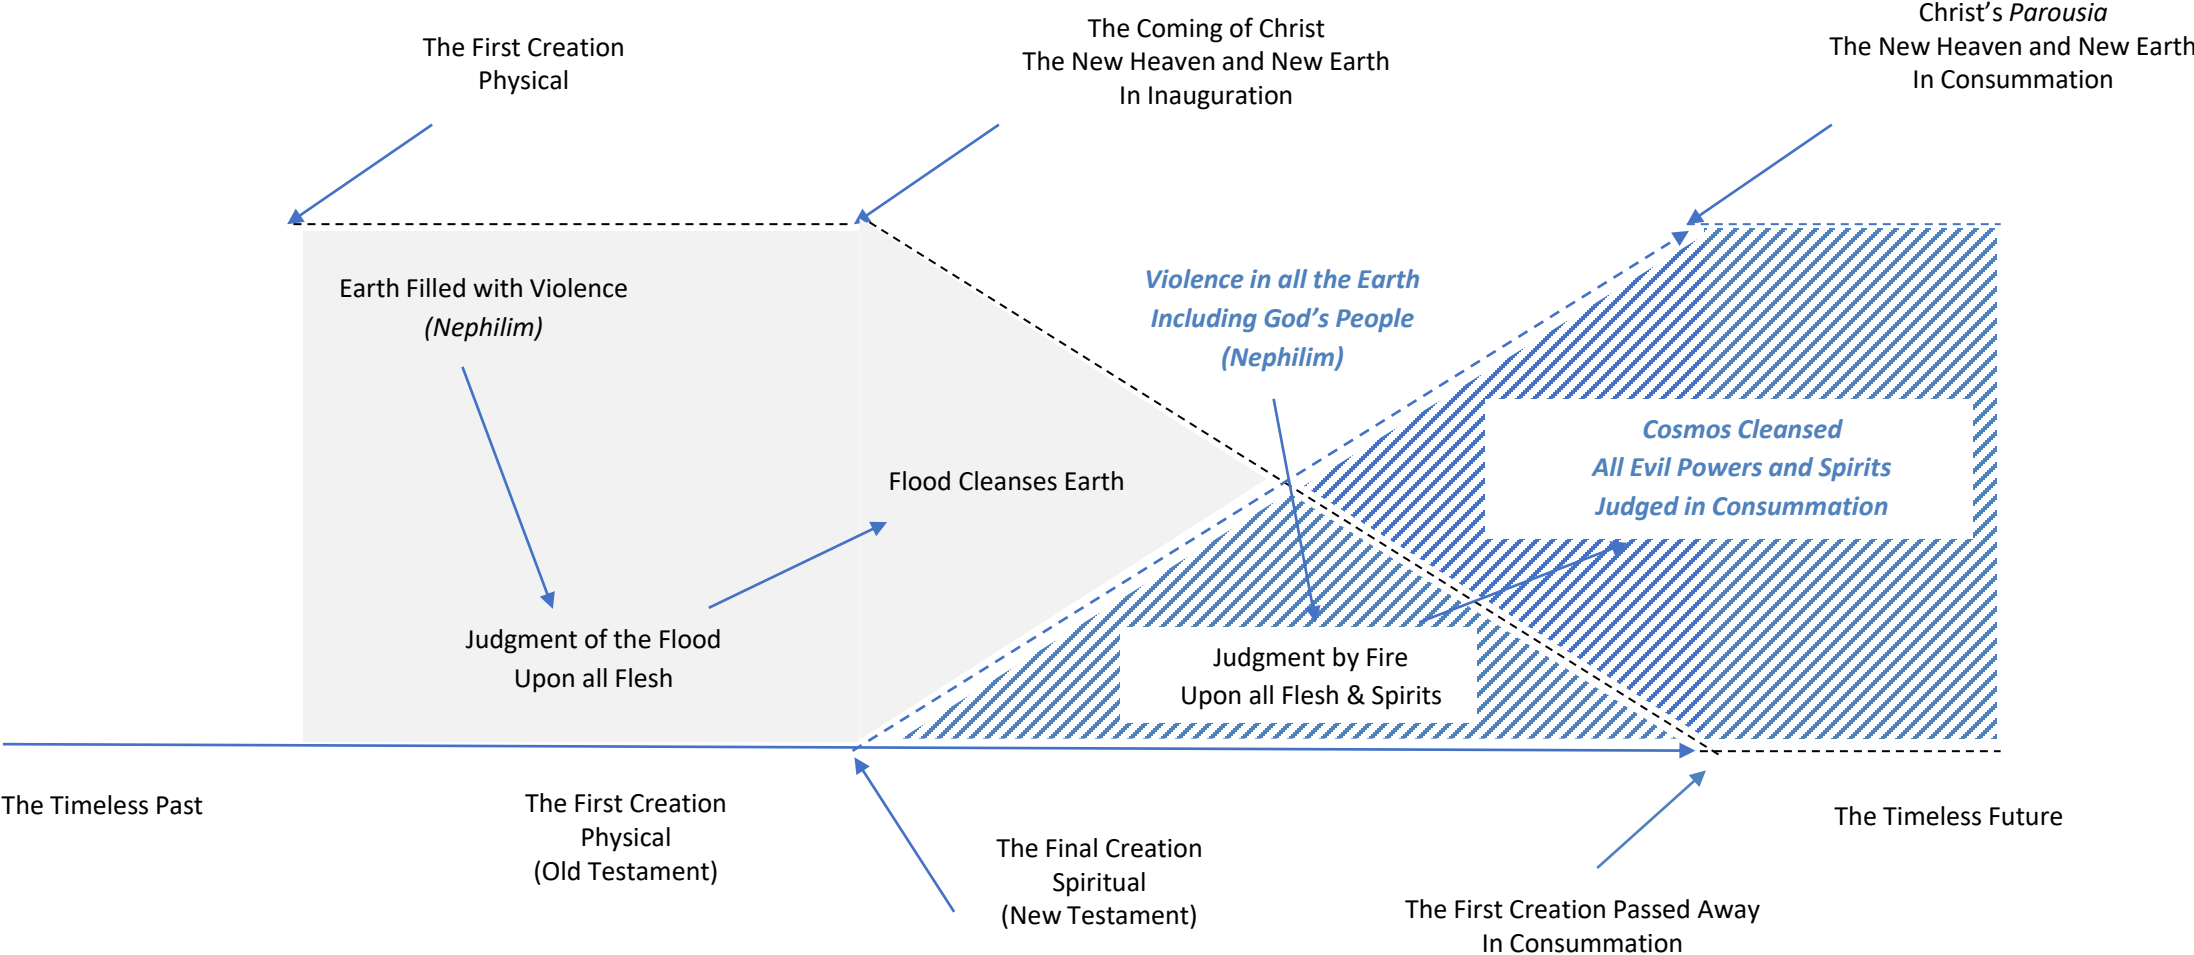 The First Creation
Physical
The Coming of Christ
The New Heaven and New Earth
In Inauguration
Christ’s Parousia
The New Heaven and New Earth
In Consummation
Earth Filled with Violence
(Nephilim)
Violence in all the Earth
Including God’s People
(Nephilim)
Cosmos Cleansed
All Evil Powers and Spirits
Judged in Consummation
Flood Cleanses Earth
Judgment of the Flood
Upon all Flesh
Judgment by Fire
Upon all Flesh & Spirits
The Timeless Past
The First Creation
Physical
(Old Testament)
The Final Creation
Spiritual
(New Testament)
The First Creation Passed Away
In Consummation
The Timeless Future